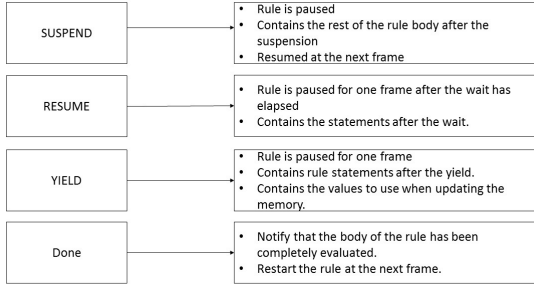 SUSPEND
• Rule is paused
• Contains the rest of the rule body after the
suspension
• Resumed at the next frame
RESUME
• Rule is paused for one frame after the wait has
elapsed
• Contains the statements after the wait.
YIELD
• Rule is paused for one frame
• Contains rule statements after the yield.
• Contains the values to use when updating the
memory.
Done
• Notify that the body of the rule has been
completely evaluated.
• Restart the rule at the next frame.